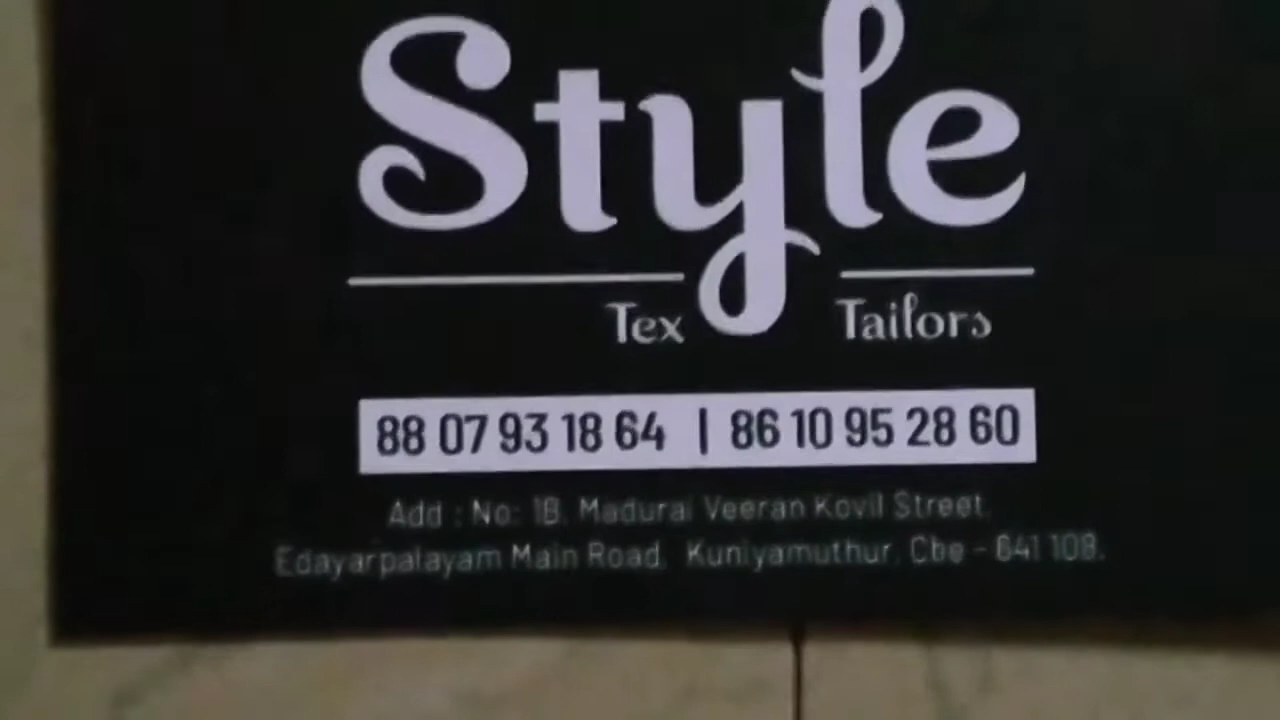 Style
Tex Tailors
88 07 93 18 64 | 86 10 95 28 60
Add : No: 1B, Madurai Veeran Kovil Street,
Edayarpalayam Main Road, Kuniyamuthur, Cbe - 641 108.